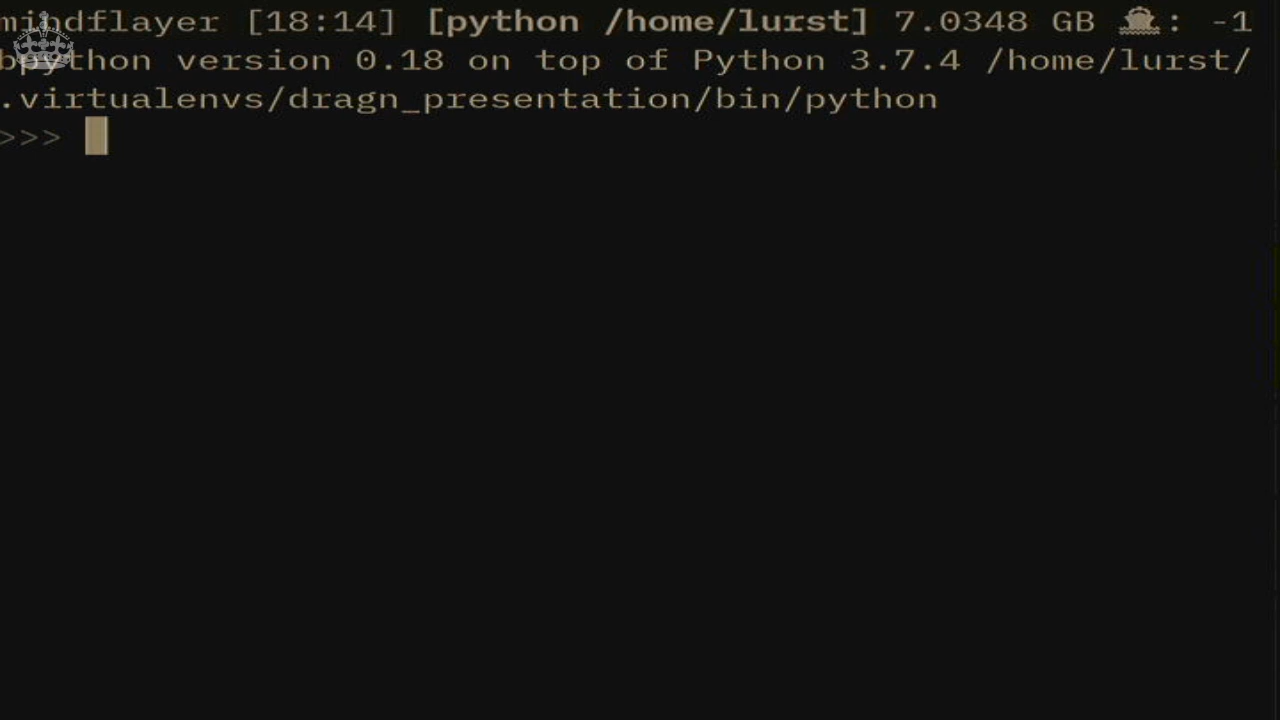 mindflayer [18:14] [python /home/lurst] 7.0348 GB : -1
bpython version 0.18 on top of Python 3.7.4 /home/lurst/
.virtualenvs/dragn_presentation/bin/python
>>>